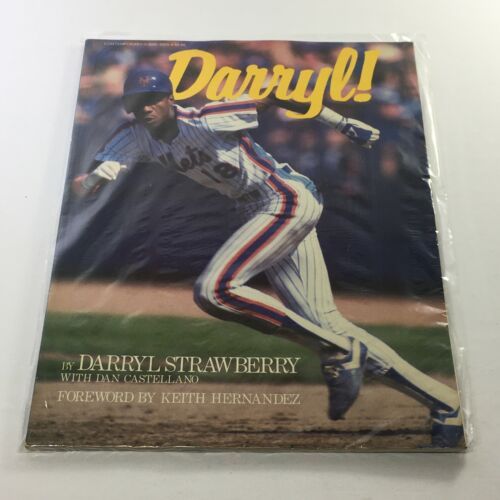 Darryl!
Mets
18
BY DARRYL STRAWBERRY
WITH DAN CASTELLANO
FOREWORD BY KEITH HERNANDEZ